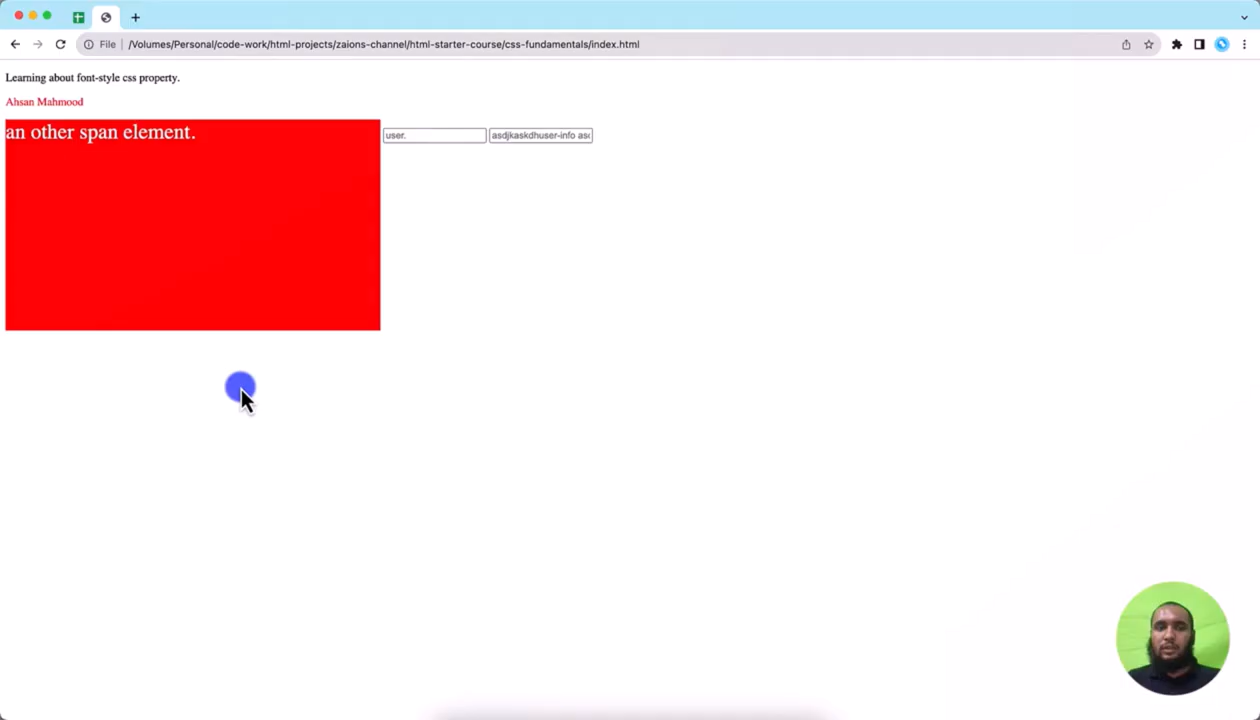 File
/Volumes/Personal/code-work/html-projects/zaions-channel/html-starter-course/css-fundamentals/index.html
Learning about font-style css property.
Ahsan Mahmood
an other span element.
user.
asdjkaskdhuser-info asd